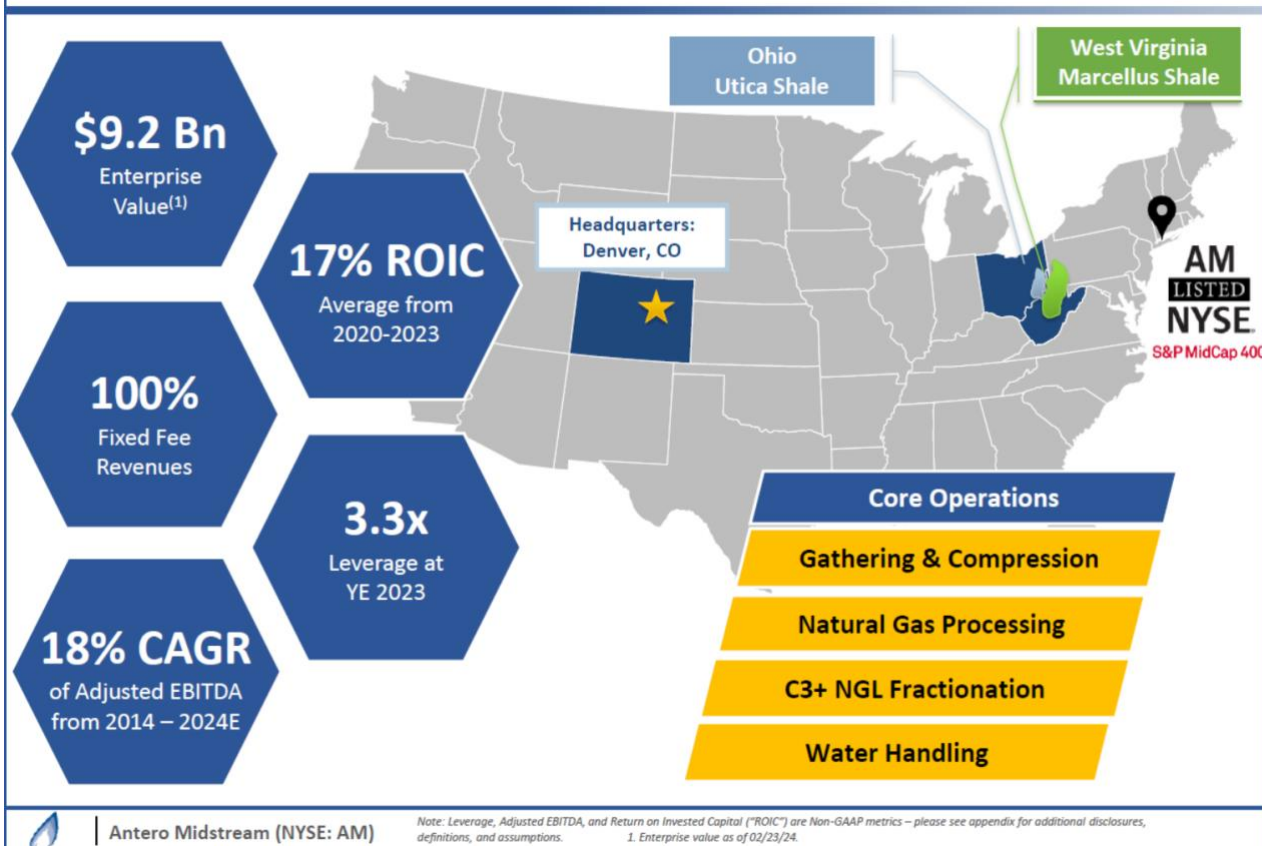 Ohio
Utica Shale
West Virginia
Marcellus Shale
$9.2 Bn
Enterprise
Value(1)
Headquarters:
Denver, CO
17% ROIC
Average from
2020-2023
AM
LISTED
NYSE
S&P MidCap 400
100%
Fixed Fee
Revenues
3.3x
Leverage at
YE 2023
18% CAGR
of Adjusted EBITDA
from 2014 – 2024E
Core Operations
Gathering & Compression
Natural Gas Processing
C3+ NGL Fractionation
Water Handling
Antero Midstream (NYSE: AM)
Note: Leverage, Adjusted EBITDA, and Return on Invested Capital ("ROIC") are Non-GAAP metrics – please see appendix for additional disclosures,
definitions, and assumptions. 1. Enterprise value as of 02/23/24.